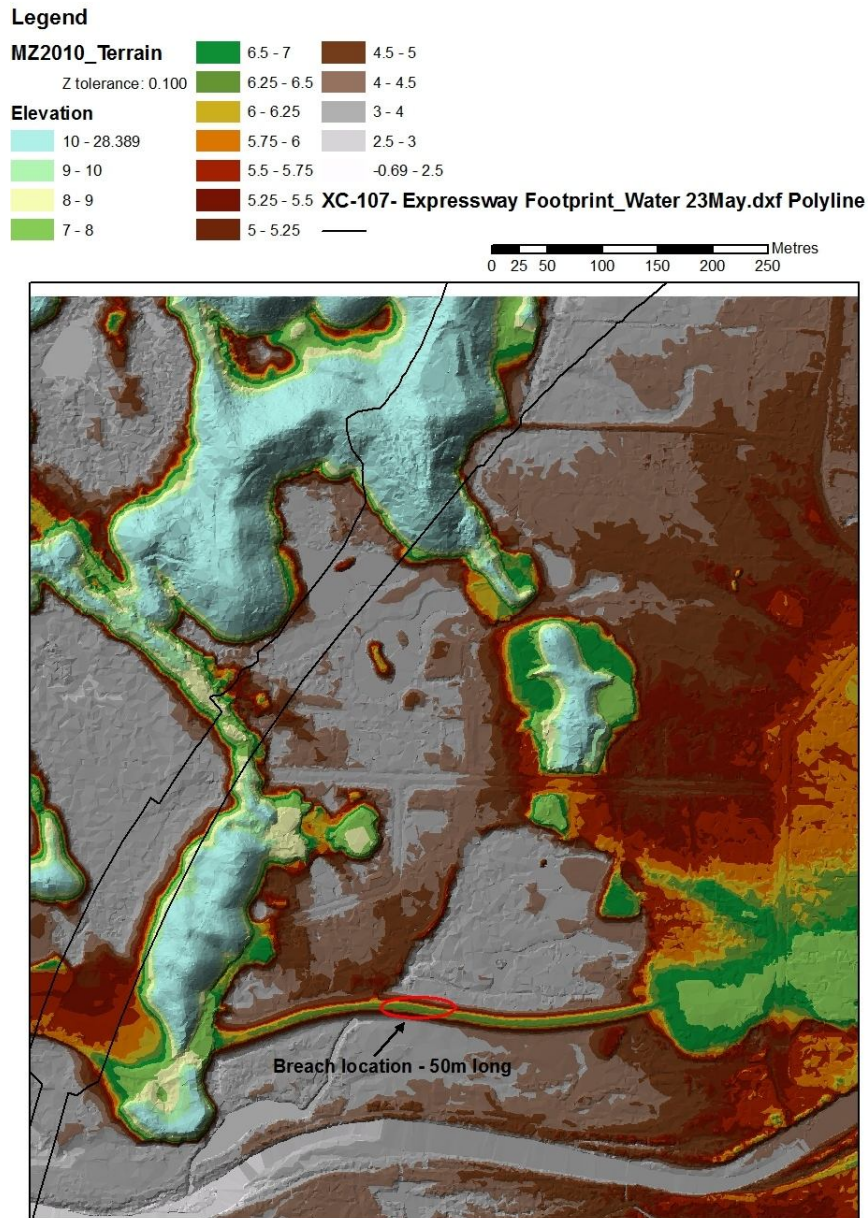 Legend
MZ2010_Terrain
Z tolerance: 0.100
Elevation
10 - 28.389
9 - 10
8 - 9
7 - 8
6.5 - 7
6.25 - 6.5
6 - 6.25
5.75 - 6
5.5 - 5.75
5.25 - 5.5
5 - 5.25
4.5 - 5
4 - 4.5
3 - 4
2.5 - 3
-0.69 - 2.5
XC-107- Expressway Footprint_Water 23May.dxf Polyline
Metres
0 25 50 100 150 200 250
Breach location - 50m long